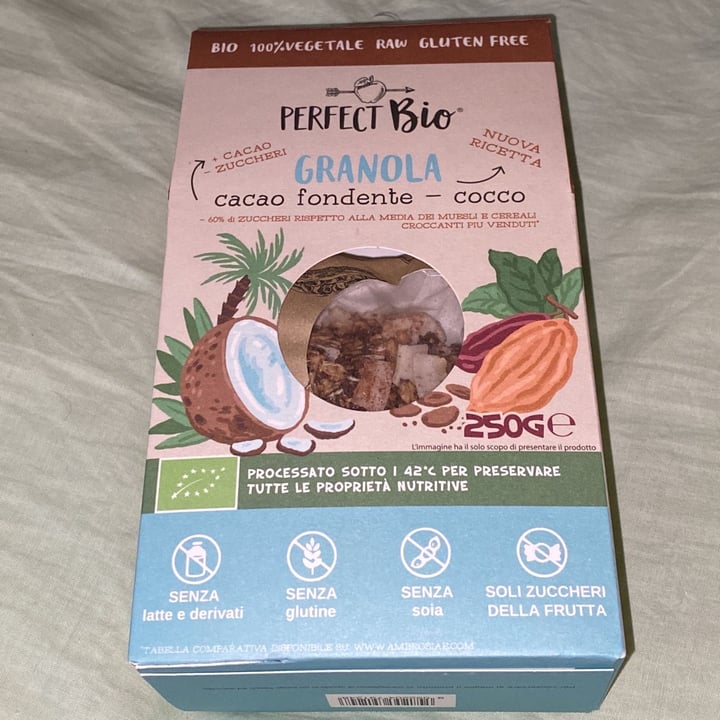 BIO 100% VEGETALE RAW GLUTEN FREE
PERFECT Bio®
+ CACAO
- ZUCCHERI
NUOVA
RICETTA
GRANOLA
cacao fondente – cocco
- 60% di ZUCCHERI RISPETTO ALLA MEDIA DEI MUESLI E CEREALI
CROCCANTI PIU VENDUTI*
250G e
L'immagine ha il solo scopo di presentare il prodotto
PROCESSATO SOTTO I 42°C PER PRESERVARE
TUTTE LE PROPRIETÀ NUTRITIVE
SENZA
latte e derivati
SENZA
glutine
SENZA
soia
SOLI ZUCCHERI
DELLA FRUTTA
*TABELLA COMPARATIVA DISPONIBILE SU: WWW.AMBROSIAE.COM